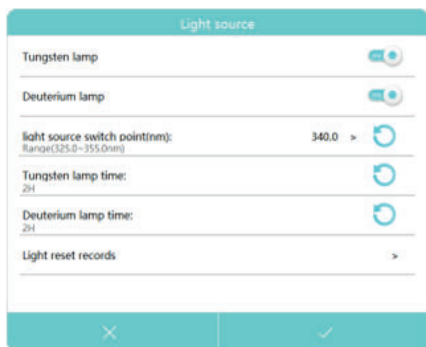 Light source
Tungsten lamp
Deuterium lamp
light source switch point(nm): 340.0 >
Range(325.0~355.0nm)
Tungsten lamp time:
2H
Deuterium lamp time:
2H
Light reset records >